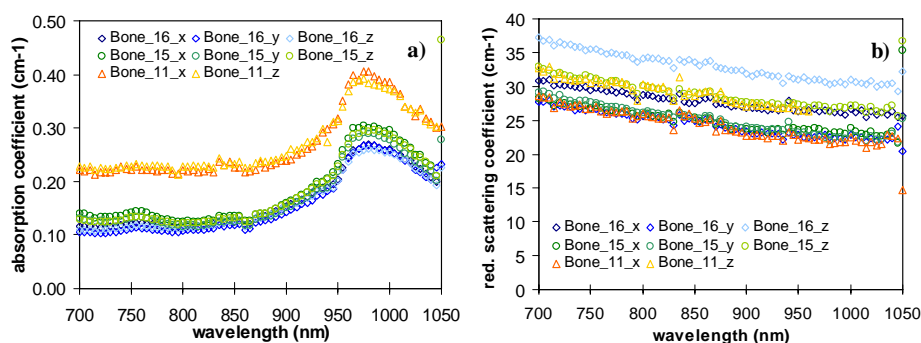 0.50
0.40
0.30
0.20
0.10
0.00
absorption coefficient (cm-1)
Bone_16_x Bone_16_y Bone_16_z
Bone_15_x Bone_15_y Bone_15_z
Bone_11_x Bone_11_z
a)
700 750 800 850 900 950 1000 1050
wavelength (nm)
40
35
30
25
20
15
10
5
0
red. scattering coefficient (cm-1)
b)
Bone_16_x Bone_16_y Bone_16_z
Bone_15_x Bone_15_y Bone_15_z
Bone_11_x Bone_11_z
700 750 800 850 900 950 1000 1050
wavelength (nm)